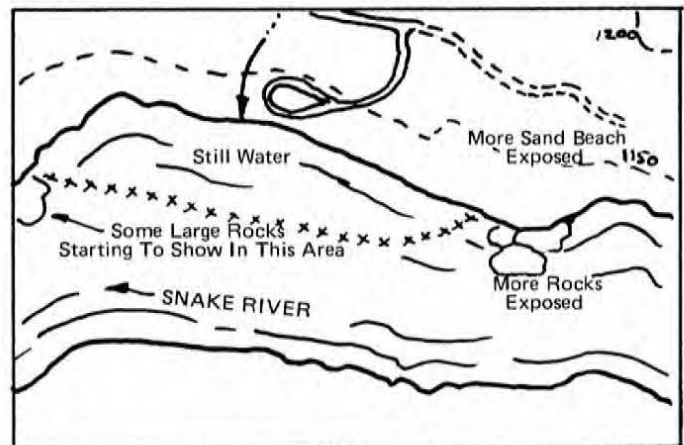 1200
More Sand Beach
Exposed
1150
Still Water
Some Large Rocks
Starting To Show In This Area
More Rocks
Exposed
SNAKE RIVER